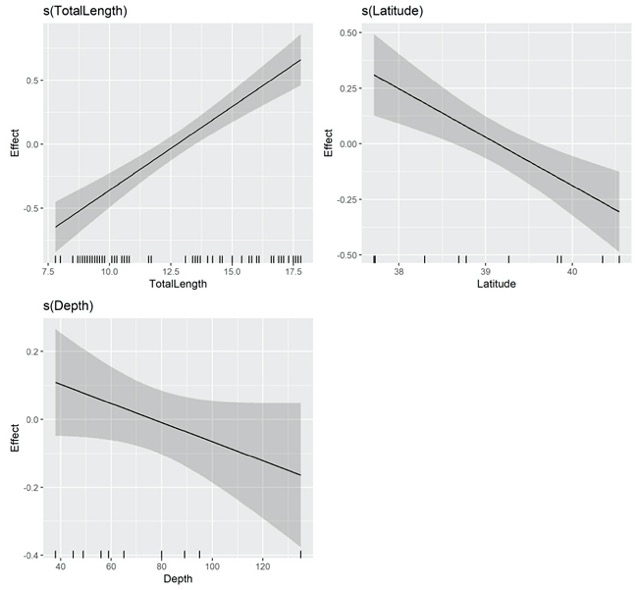 s(TotalLength)
0.5
0.0
-0.5
Effect
7.5 10.0 12.5 15.0 17.5
TotalLength
s(Latitude)
0.50
0.25
0.00
-0.25
-0.50
Effect
38 39 40
Latitude
s(Depth)
0.2
0.0
-0.2
-0.4
Effect
40 60 80 100 120
Depth